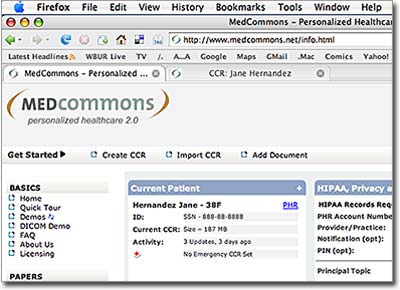 Firefox File Edit View History Bookmarks Tools Window Help
MedCommons – Personalized Healthcare
http://www.medcommons.net/info.html
Latest Headlines WBUR Live TV /. A...A Google Maps GMail .Mac Comics Yahoo!
MedCommons – Personalized ...
CCR: Jane Hernandez
MEDcommons
personalized healthcare 2.0
Get Started Create CCR Import CCR Add Document
BASICS
Home
Quick Tour
Demos
DICOM Demo
FAQ
About Us
Licensing
PAPERS
Current Patient +
Hernandez Jane - 38F PHR
ID: SSN - 888-88-8888
Current CCR: Size - 187 MB
Activity: 3 Updates, 3 days ago
No Emergency CCR Set
HIPAA, Privacy a
HIPAA Records Requ
PHR Account Numbe
Provider/Practice:
Notification (opt):
PIN (opt):
Principal Topic